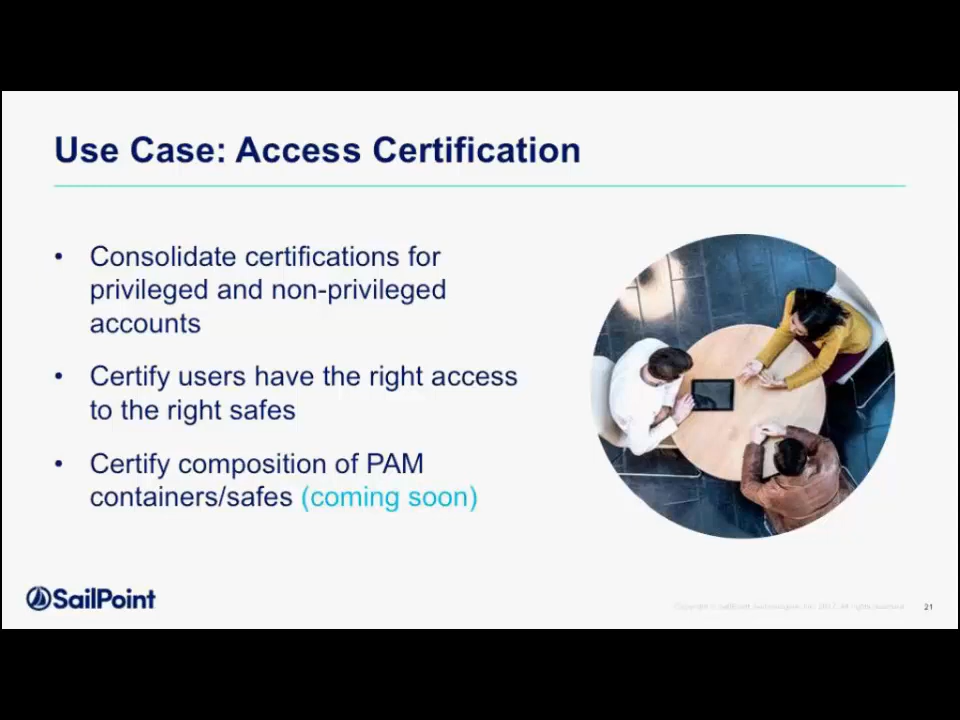 Use Case: Access Certification
• Consolidate certifications for
privileged and non-privileged
accounts
• Certify users have the right access
to the right safes
• Certify composition of PAM
containers/safes (coming soon)
SailPoint
21